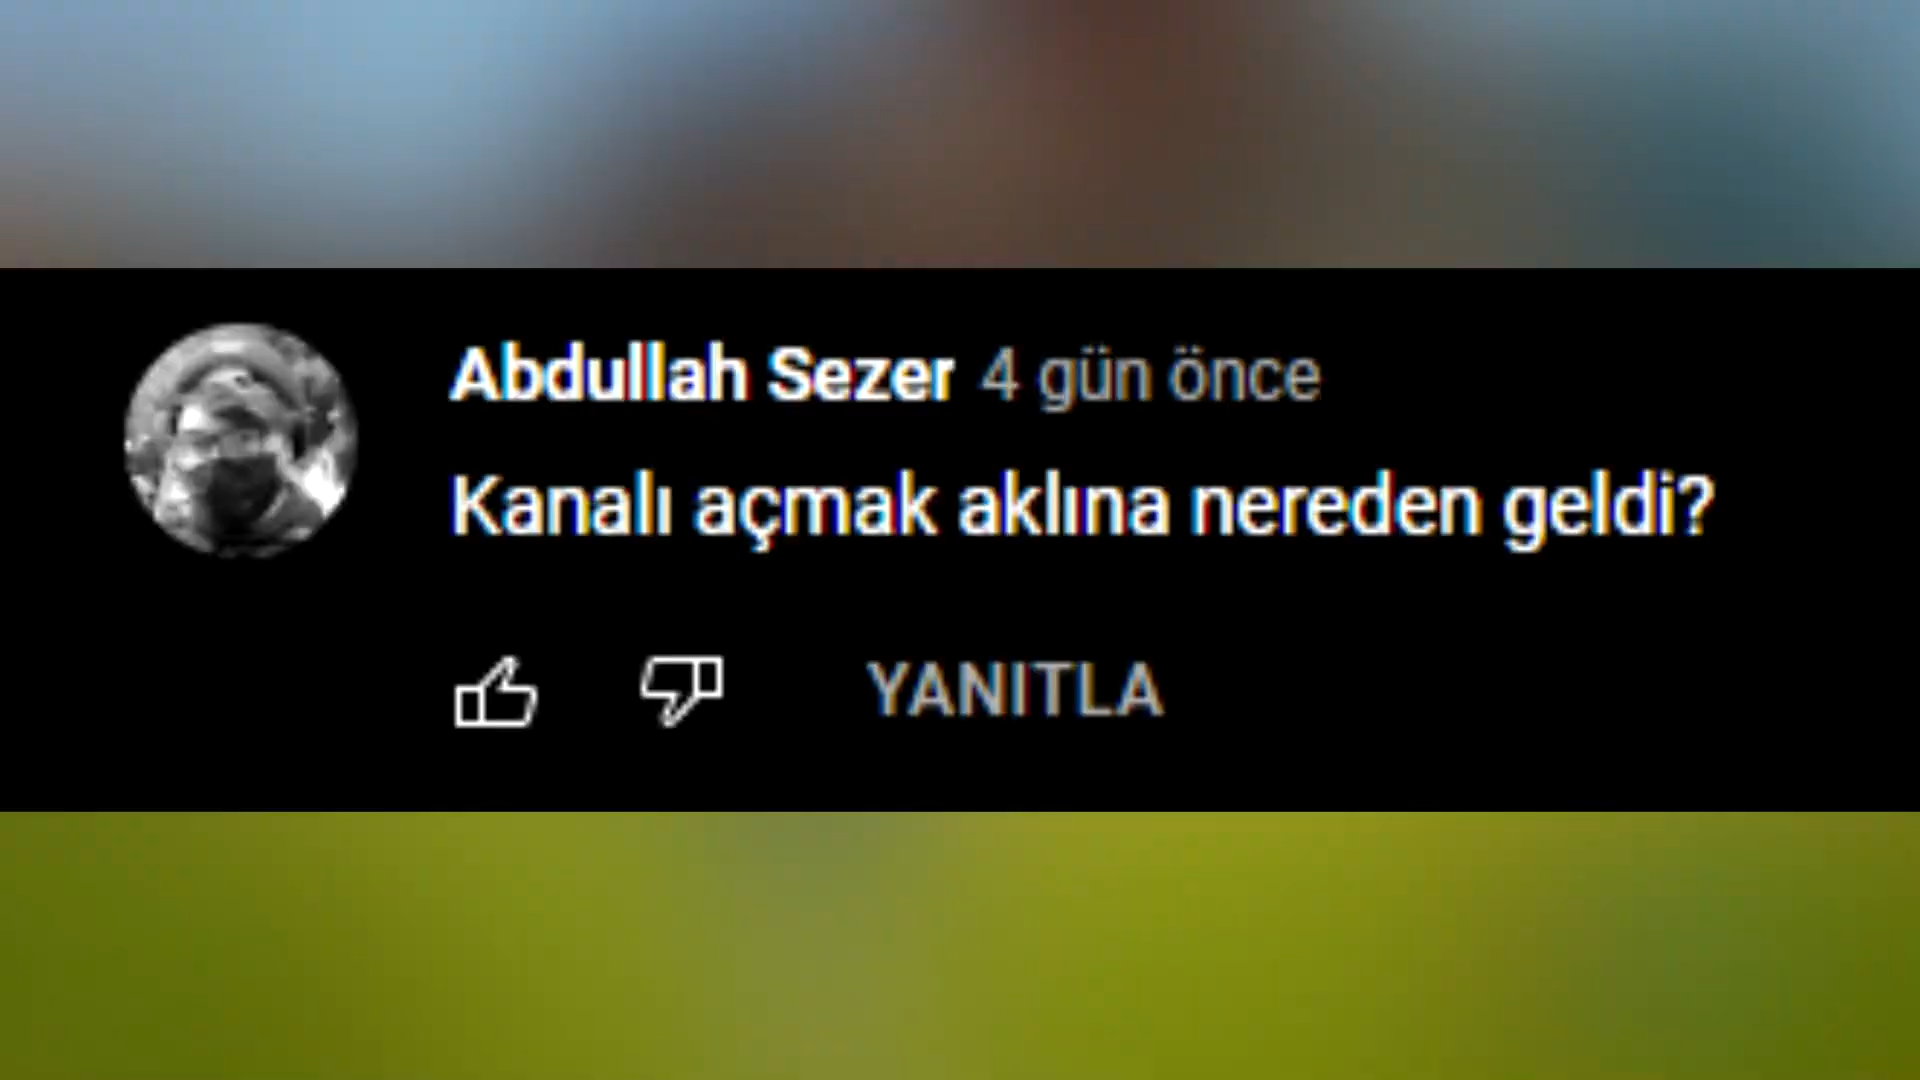 Abdullah Sezer 4 gün önce
Kanalı açmak aklına nereden geldi?
YANITLA